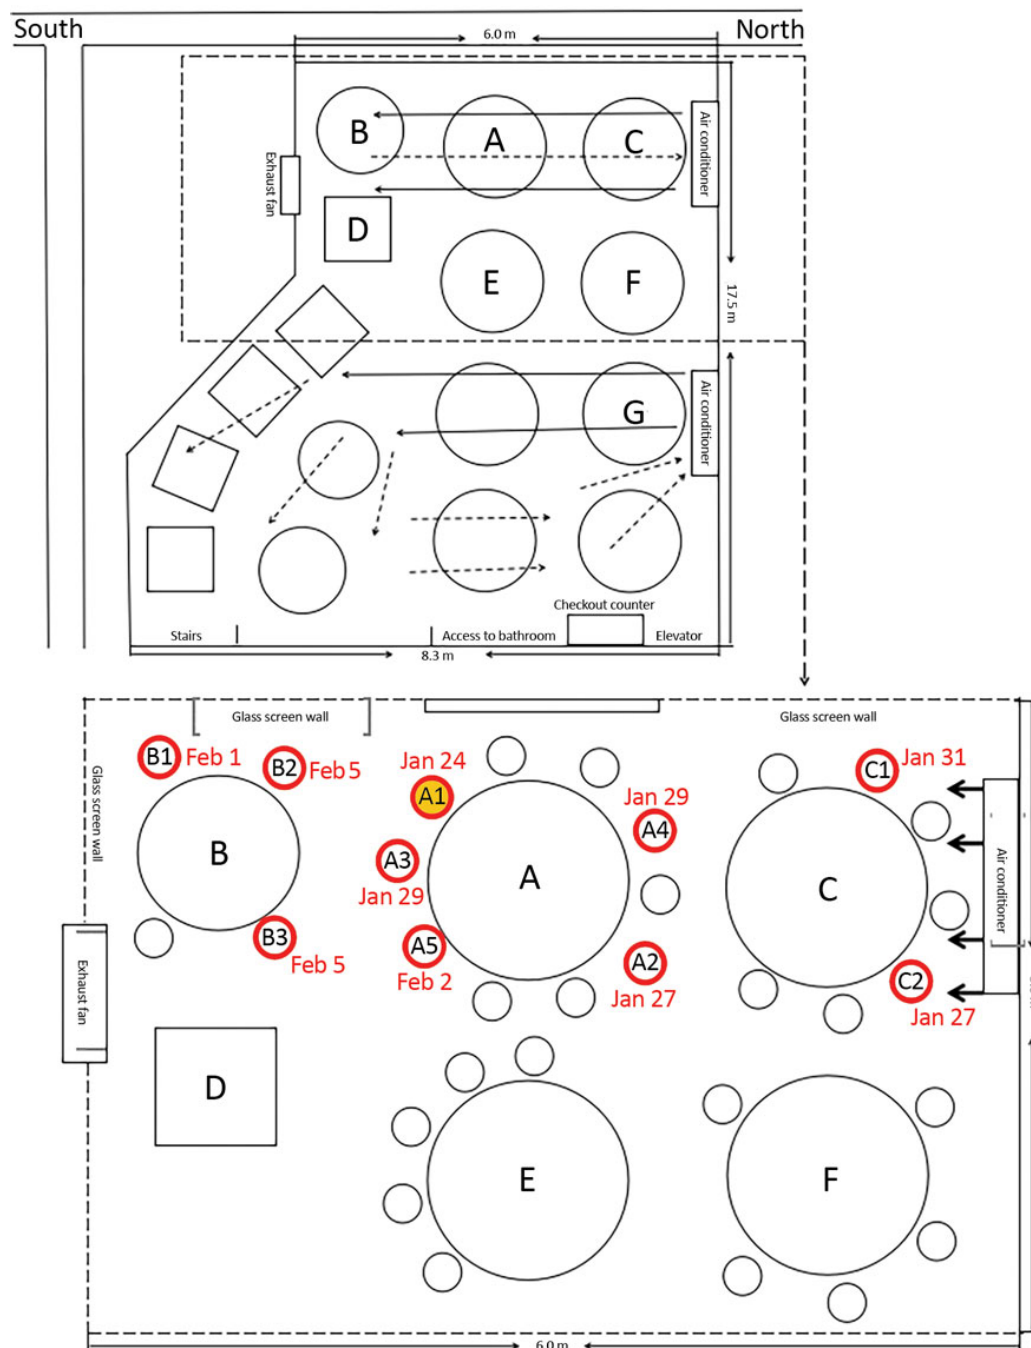 South
North
6.0 m
B
A
C
Air conditioner
Exhaust fan
D
E
F
17.5 m
G
Air conditioner
Checkout counter
Stairs
Access to bathroom
Elevator
8.3 m
Glass screen wall
Glass screen wall
Glass screen wall
B1 Feb 1
B2 Feb 5
Jan 24
A1
Jan 31
C1
Jan 29
A4
B
A3
Jan 29
A
C
Air conditioner
B3
Feb 5
A5
Feb 2
A2
Jan 27
C2
Jan 27
Exhaust fan
D
E
F
6.0 m